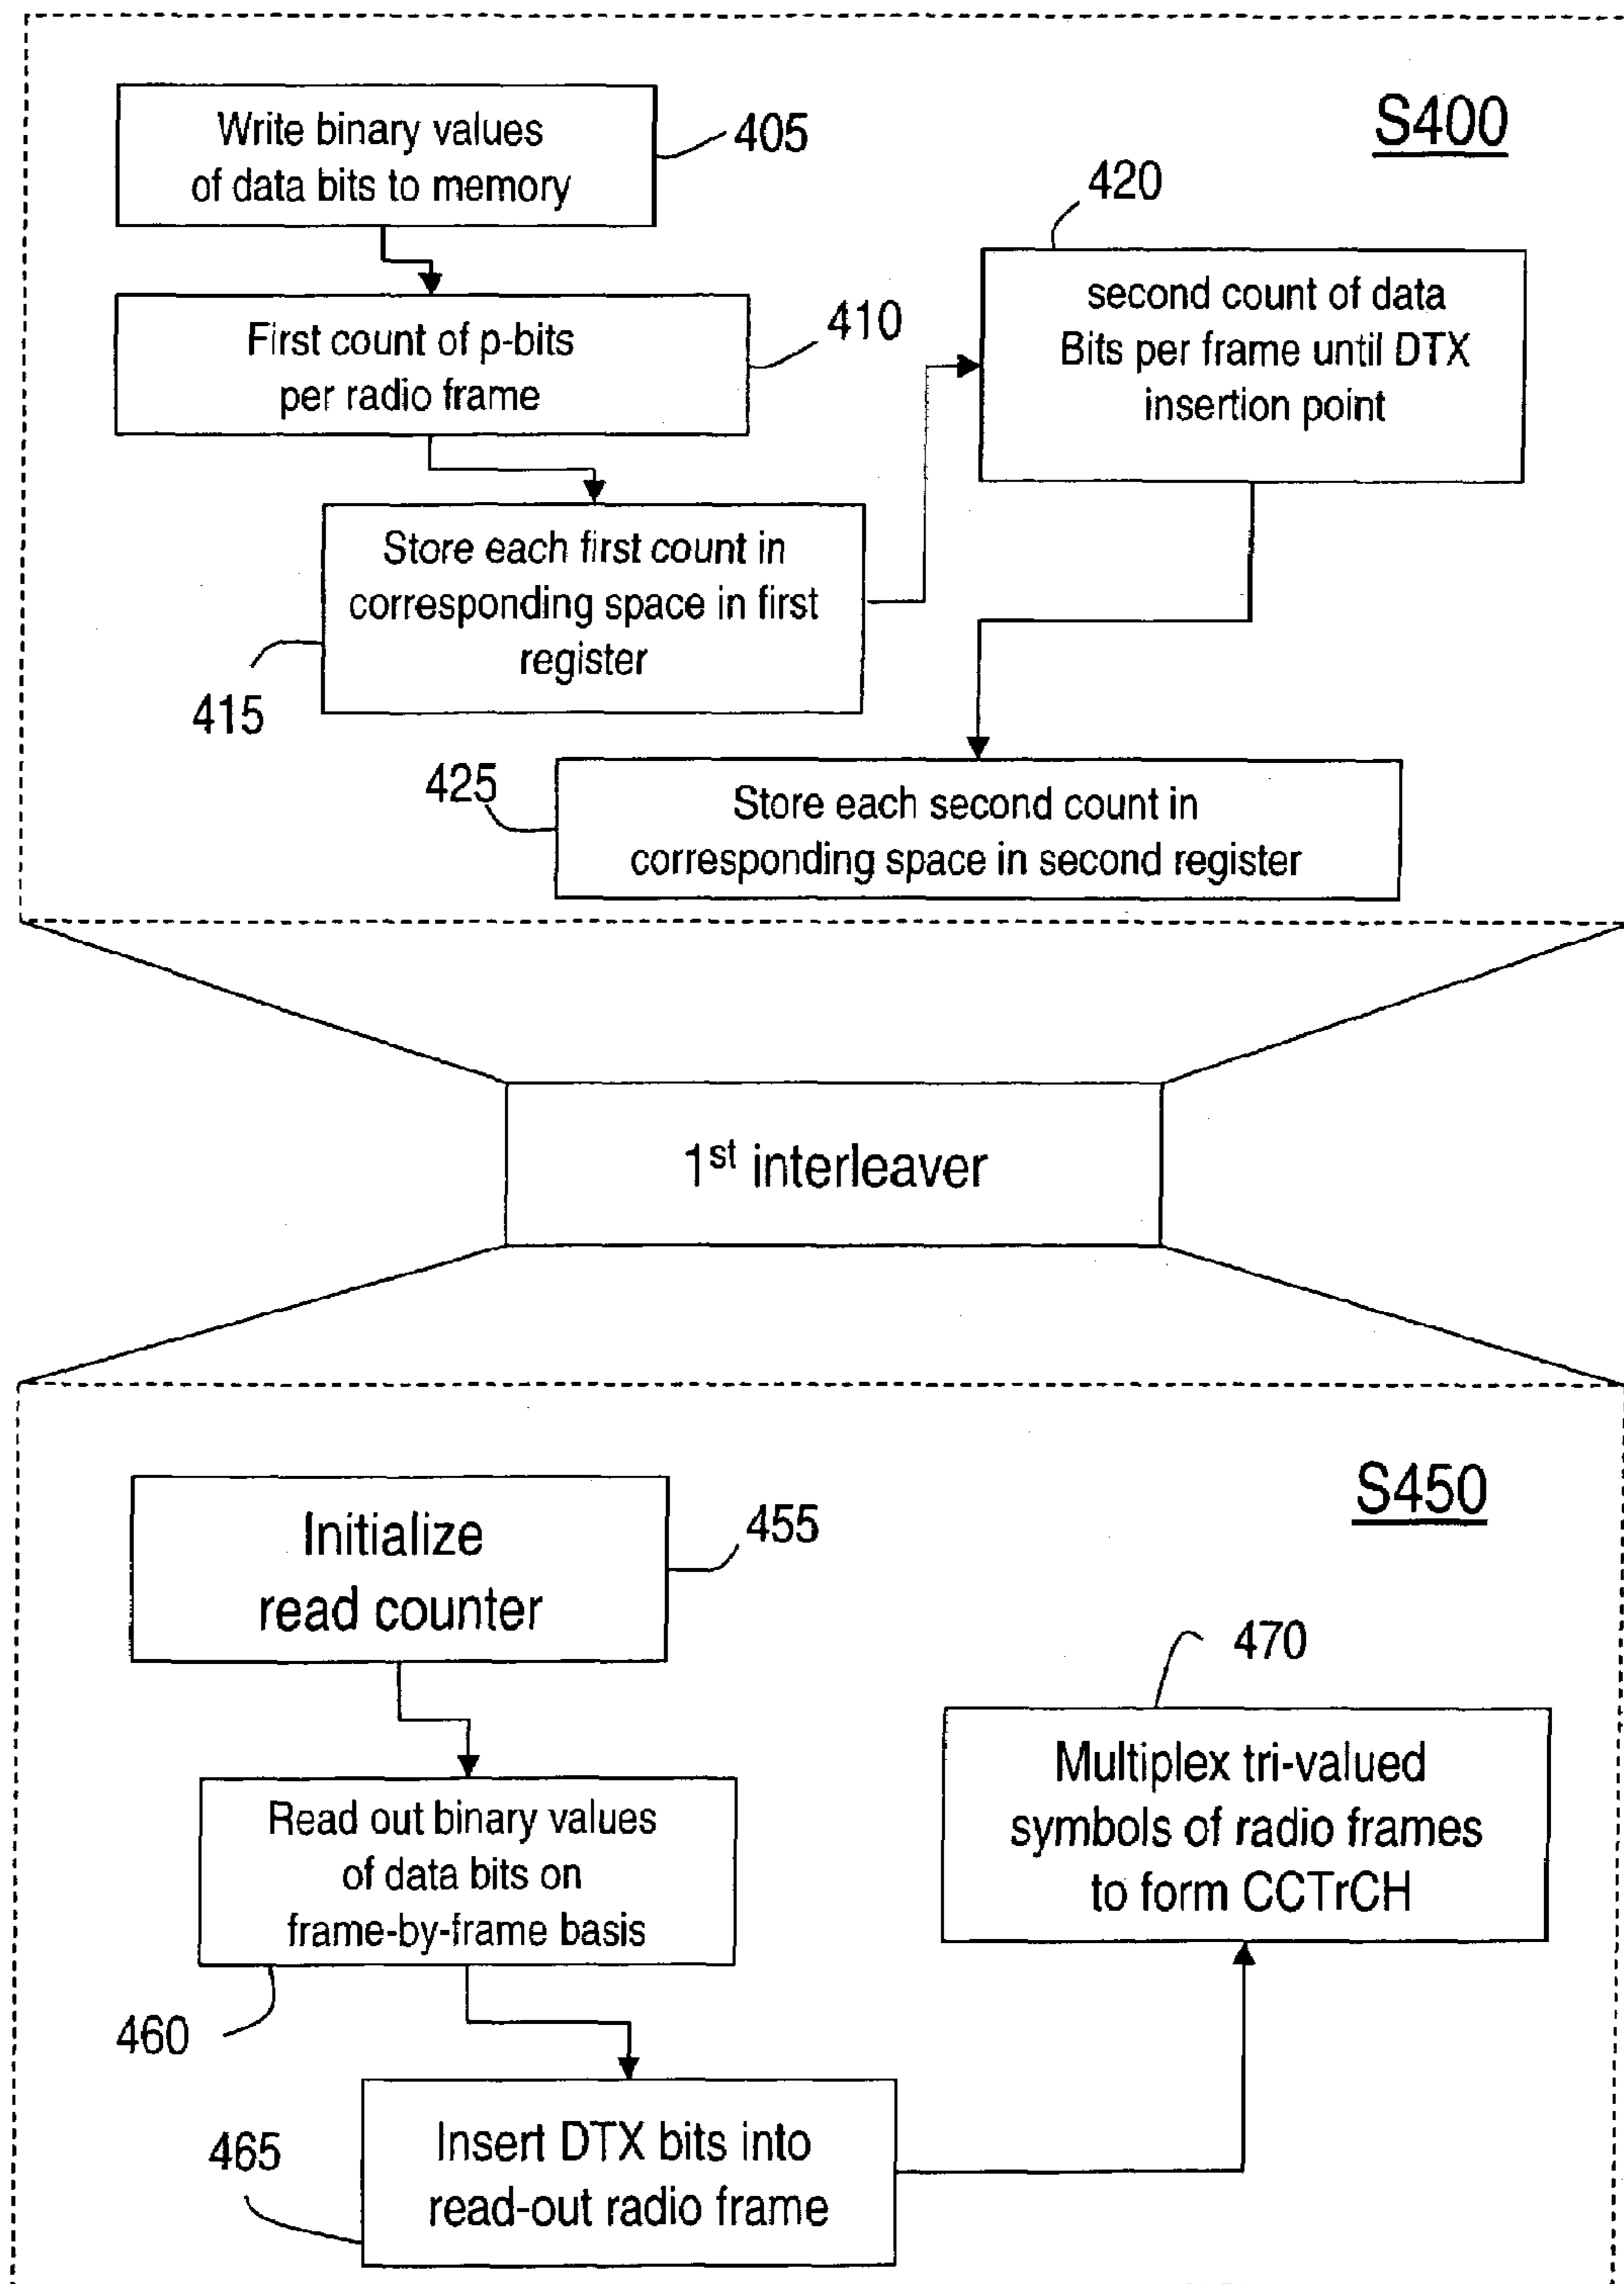 S400
Write binary values
of data bits to memory
405
420
First count of p-bits
per radio frame
410
second count of data
Bits per frame until DTX
insertion point
Store each first count in
corresponding space in first
register
415
425
Store each second count in
corresponding space in second register
1st interleaver
S450
Initialize
read counter
455
470
Read out binary values
of data bits on
frame-by-frame basis
460
Multiplex tri-valued
symbols of radio frames
to form CCTrCH
465
Insert DTX bits into
read-out radio frame